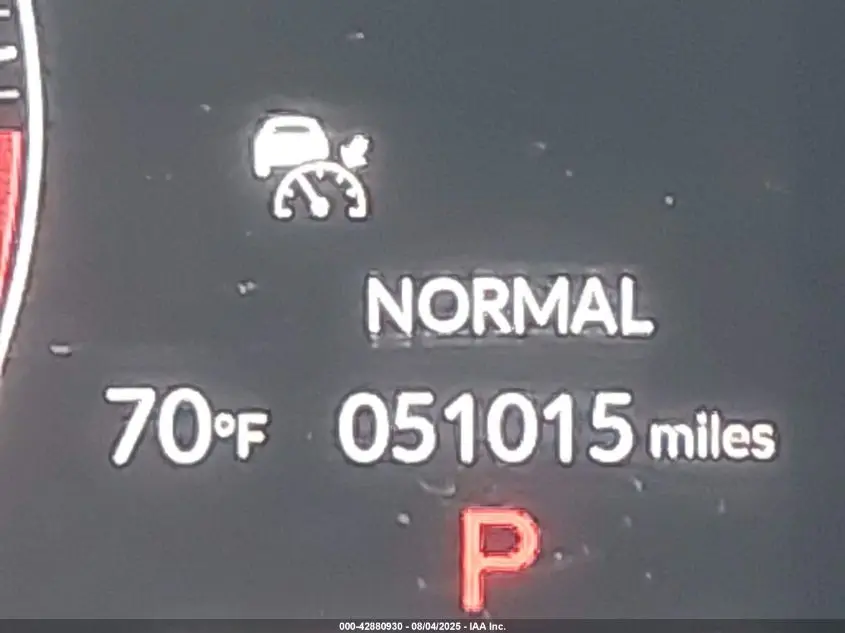 NORMAL
70°F 051015 miles
P
000-42880930 - 08/04/2025 - IAA Inc.